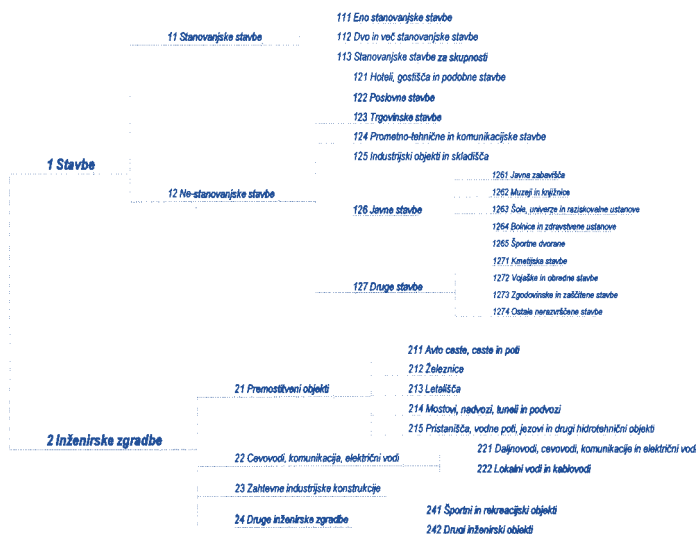 111 Eno stanovanjske stavbe
11 Stanovanjske stavbe
112 Dvo in več stanovanjske stavbe
113 Stanovanjske stavbe za skupnosti
121 Hoteli, gostišča in podobne stavbe
122 Poslovne stavbe
123 Trgovinske stavbe
124 Prometno-tehnične in komunikacijske stavbe
125 Industrijski objekti in skladišča
1 Stavbe
12 Ne-stanovanjske stavbe
1261 Javna zabavišča
1262 Muzeji in knjižnice
126 Javne stavbe
1263 Šole, univerze in raziskovalne ustanove
1264 Bolnice in zdravstvene ustanove
1265 Športne dvorane
1271 Kmetijske stavbe
1272 Vojaške in obredne stavbe
127 Druge stavbe
1273 Zgodovinske in zaščitene stavbe
1274 Ostale nerazvrščene stavbe
211 Avto ceste, ceste in poti
212 Železnice
21 Premostitveni objekti
213 Letališča
214 Mostovi, nadvozi, tuneli in podvozi
215 Pristanišča, vodne poti, jezovi in drugi hidrotehnični objekti
2 Inženirske zgradbe
221 Daljnovodi, cevovodi, komunikacije in električni vodi
22 Cevovodi, komunikacija, električni vodi
222 Lokalni vodi in kablovodi
23 Zahtevne industrijske konstrukcije
241 Športni in rekreacijski objekti
24 Druge inženirske zgradbe
242 Drugi inženirski objekti